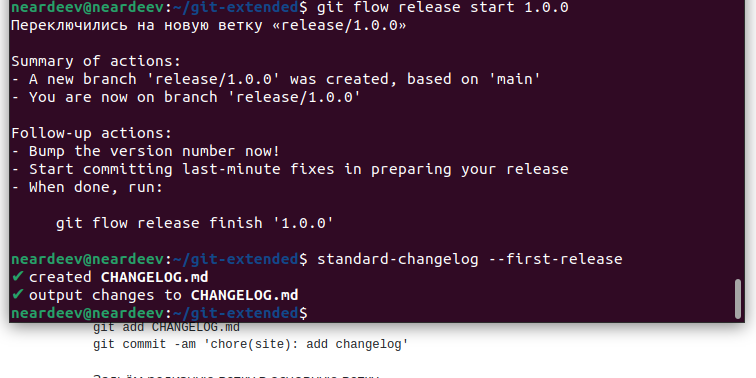 neardeev@neardeev:~/git-extended$ git flow release start 1.0.0
Переключились на новую ветку «release/1.0.0»
Summary of actions:
- A new branch 'release/1.0.0' was created, based on 'main'
- You are now on branch 'release/1.0.0'
Follow-up actions:
- Bump the version number now!
- Start committing last-minute fixes in preparing your release
- When done, run:
git flow release finish '1.0.0'
neardeev@neardeev:~/git-extended$ standard-changelog --first-release
✔ created CHANGELOG.md
✔ output changes to CHANGELOG.md
neardeev@neardeev:~/git-extended$
git add CHANGELOG.md
git commit -am 'chore(site): add changelog'